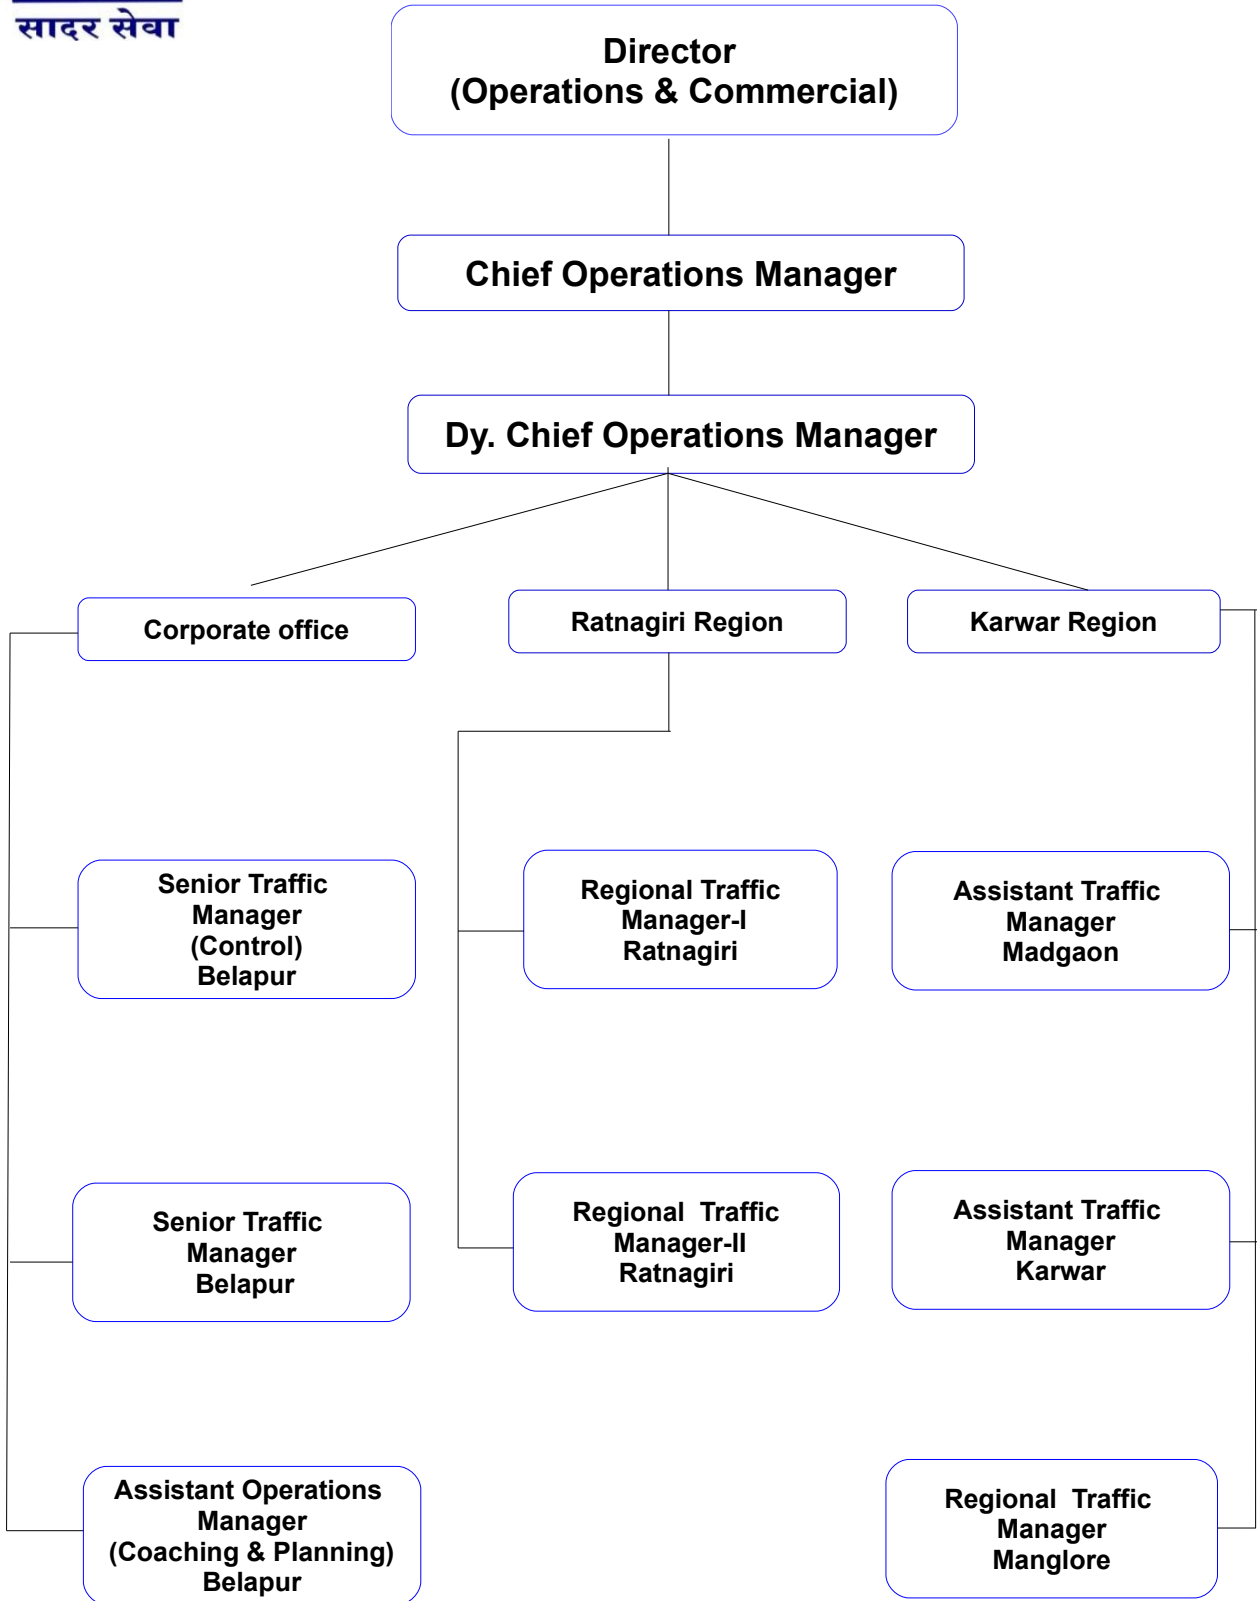 सादर सेवा
Director
(Operations & Commercial)
Chief Operations Manager
Dy. Chief Operations Manager
Corporate office
Ratnagiri Region
Karwar Region
Senior Traffic
Manager
(Control)
Belapur
Regional Traffic
Manager-I
Ratnagiri
Assistant Traffic
Manager
Madgaon
Senior Traffic
Manager
Belapur
Regional Traffic
Manager-II
Ratnagiri
Assistant Traffic
Manager
Karwar
Assistant Operations
Manager
(Coaching & Planning)
Belapur
Regional Traffic
Manager
Manglore